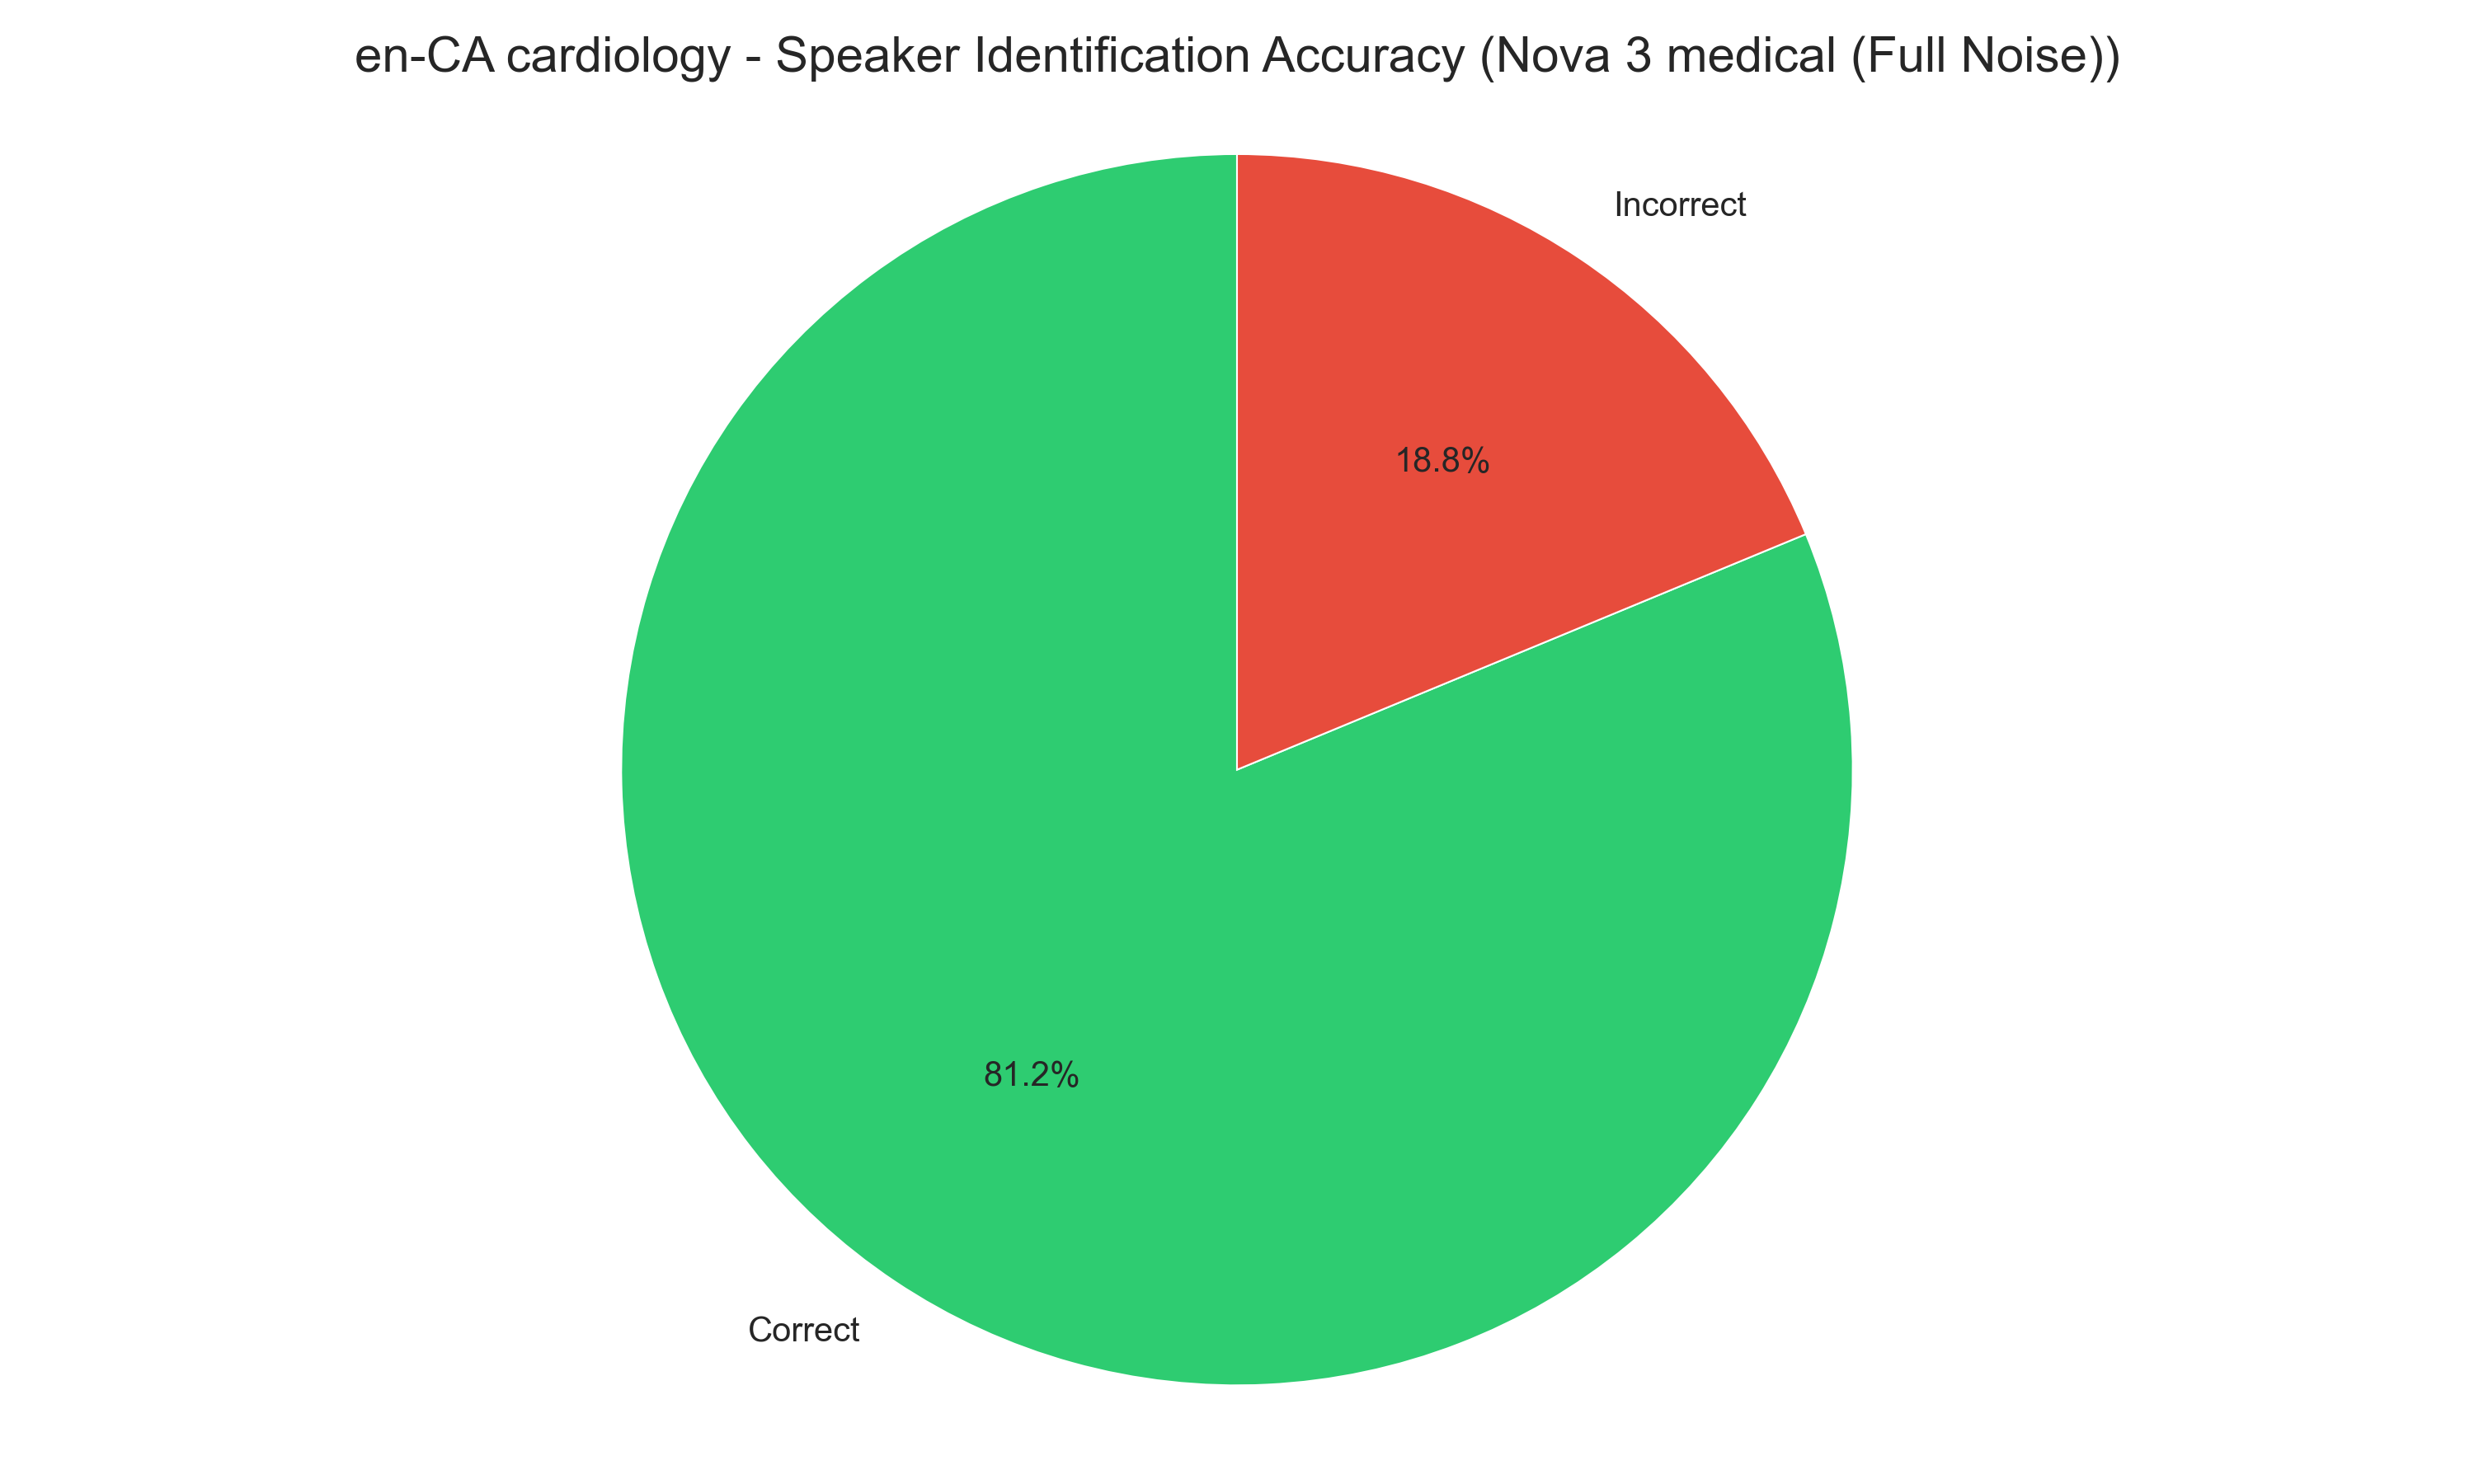 en-CA cardiology - Speaker Identification Accuracy (Nova 3 medical (Full Noise))
Incorrect
18.8%
81.2%
Correct